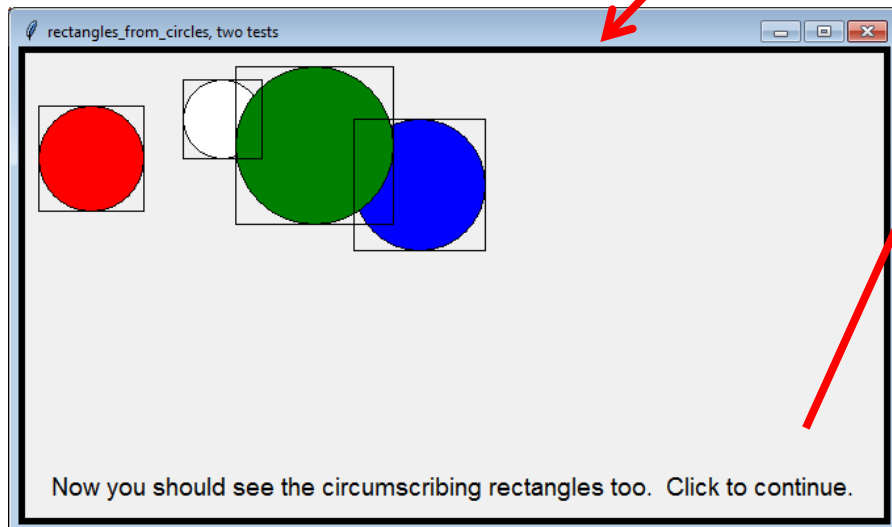 rectangles_from_circles, two tests
Now you should see the circumscribing rectangles too.  Click to continue.